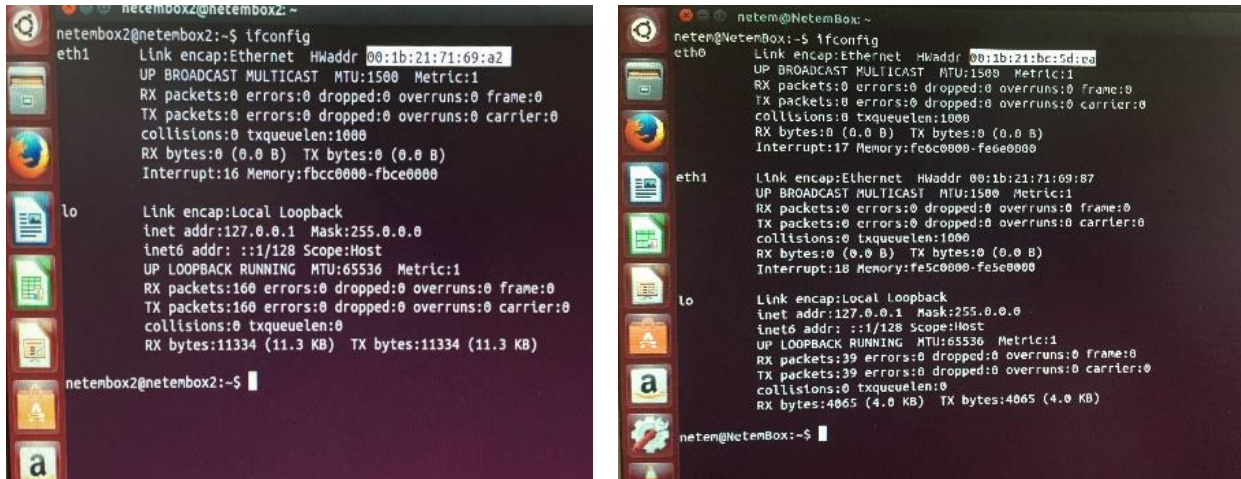 netembox2@netembox2: ~
netembox2@netembox2:~$ ifconfig
eth1 Link encap:Ethernet HWaddr 00:1b:21:71:69:a2
UP BROADCAST MULTICAST MTU:1500 Metric:1
RX packets:0 errors:0 dropped:0 overruns:0 frame:0
TX packets:0 errors:0 dropped:0 overruns:0 carrier:0
collisions:0 txqueuelen:1000
RX bytes:0 (0.0 B) TX bytes:0 (0.0 B)
Interrupt:16 Memory:fbcc0000-fbce0000
lo Link encap:Local Loopback
inet addr:127.0.0.1 Mask:255.0.0.0
inet6 addr: ::1/128 Scope:Host
UP LOOPBACK RUNNING MTU:65536 Metric:1
RX packets:160 errors:0 dropped:0 overruns:0 frame:0
TX packets:160 errors:0 dropped:0 overruns:0 carrier:0
collisions:0 txqueuelen:0
RX bytes:11334 (11.3 KB) TX bytes:11334 (11.3 KB)
netembox2@netembox2:~$
a
netem@NetemBox: ~
netem@NetemBox:~$ ifconfig
eth0 Link encap:Ethernet HWaddr 00:1b:21:bc:5d:ea
UP BROADCAST MULTICAST MTU:1500 Metric:1
RX packets:0 errors:0 dropped:0 overruns:0 frame:0
TX packets:0 errors:0 dropped:0 overruns:0 carrier:0
collisions:0 txqueuelen:1000
RX bytes:0 (0.0 B) TX bytes:0 (0.0 B)
Interrupt:17 Memory:fe6c0000-fe6e0000
eth1 Link encap:Ethernet HWaddr 00:1b:21:71:69:87
UP BROADCAST MULTICAST MTU:1500 Metric:1
RX packets:0 errors:0 dropped:0 overruns:0 frame:0
TX packets:0 errors:0 dropped:0 overruns:0 carrier:0
collisions:0 txqueuelen:1000
RX bytes:0 (0.0 B) TX bytes:0 (0.0 B)
Interrupt:18 Memory:fe5c0000-fe5e0000
lo Link encap:Local Loopback
inet addr:127.0.0.1 Mask:255.0.0.0
inet6 addr: ::1/128 Scope:Host
UP LOOPBACK RUNNING MTU:65536 Metric:1
RX packets:39 errors:0 dropped:0 overruns:0 frame:0
TX packets:39 errors:0 dropped:0 overruns:0 carrier:0
collisions:0 txqueuelen:0
RX bytes:4065 (4.0 KB) TX bytes:4065 (4.0 KB)
netem@NetemBox:~$
a